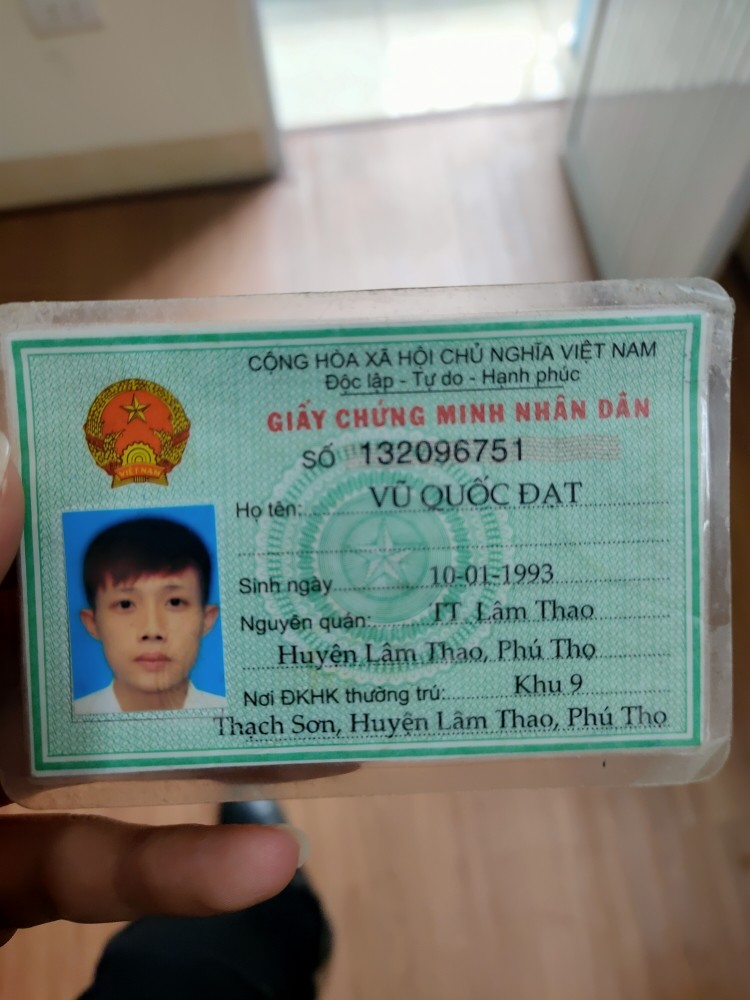 CỘNG HÒA XÃ HỘI CHỦ NGHĨA VIỆT NAM
Độc lập - Tự do - Hạnh phúc
GIẤY CHỨNG MINH NHÂN DÂN
SỐ 132096751
VIỆT NAM
Họ tên: VŨ QUỐC ĐẠT
Sinh ngày 10-01-1993
Nguyên quán: TT. Lâm Thao
Huyện Lâm Thao, Phú Thọ
Nơi ĐKHK thường trú: Khu 9
Thạch Sơn, Huyện Lâm Thao, Phú Thọ